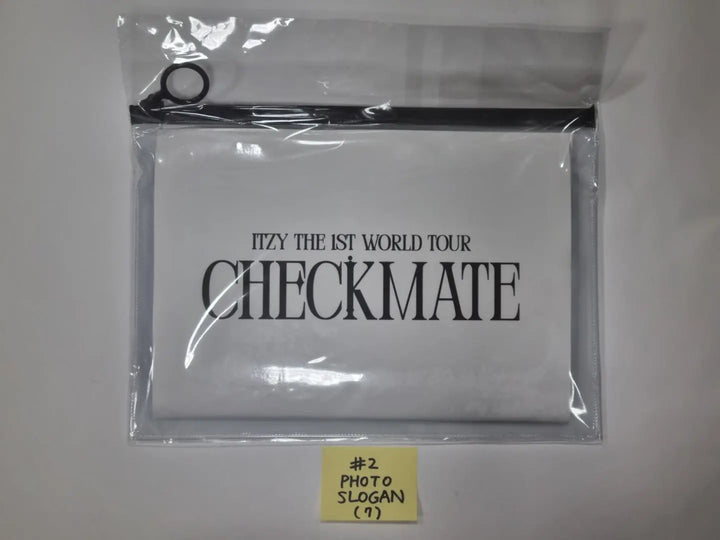 ITZY THE 1ST WORLD TOUR
CHECKMATE
#2
PHOTO
SLOGAN
(7)